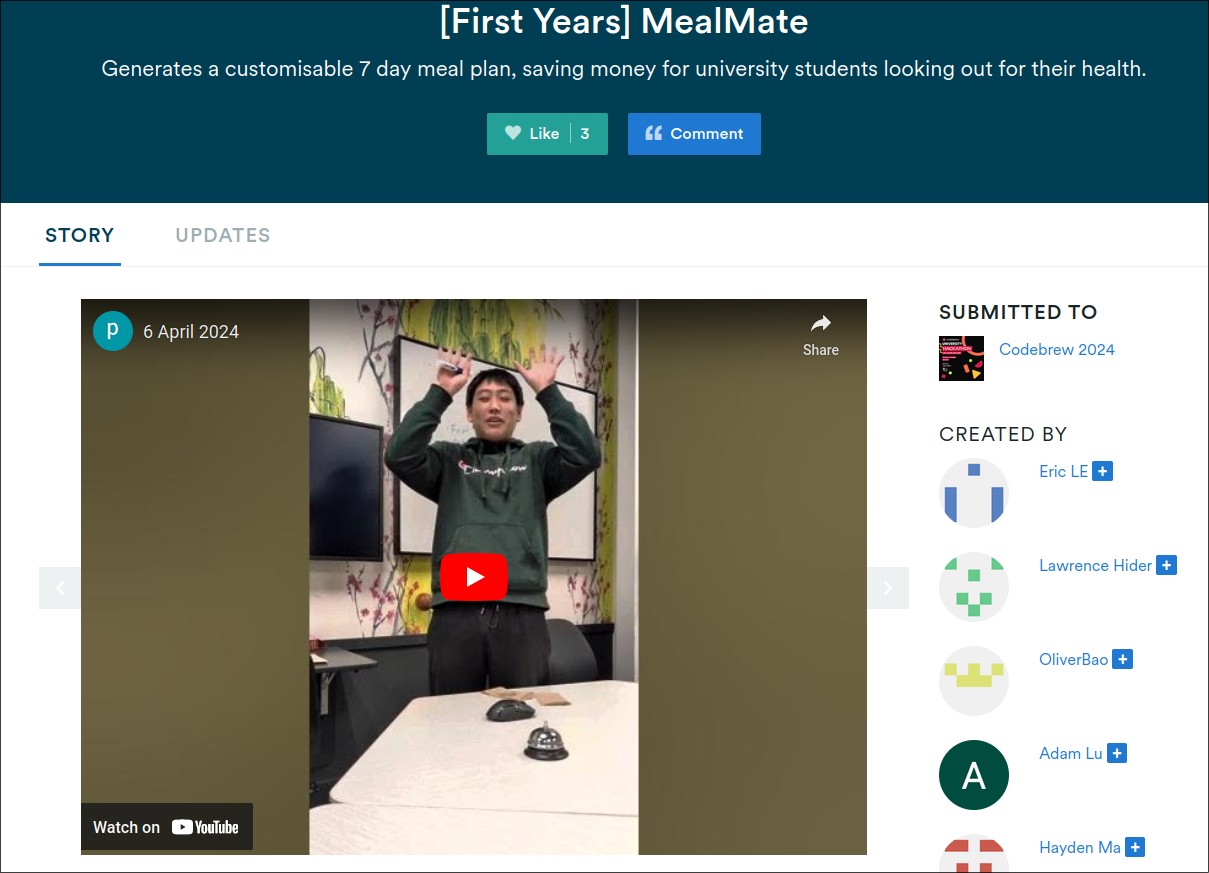 [First Years] MealMate
Generates a customisable 7 day meal plan, saving money for university students looking out for their health.
Like 3
Comment
STORY
UPDATES
p
6 April 2024
Share
Watch on YouTube
SUBMITTED TO
Codebrew 2024
CREATED BY
Eric LE +
Lawrence Hider +
OliverBao +
A
Adam Lu +
Hayden Ma +